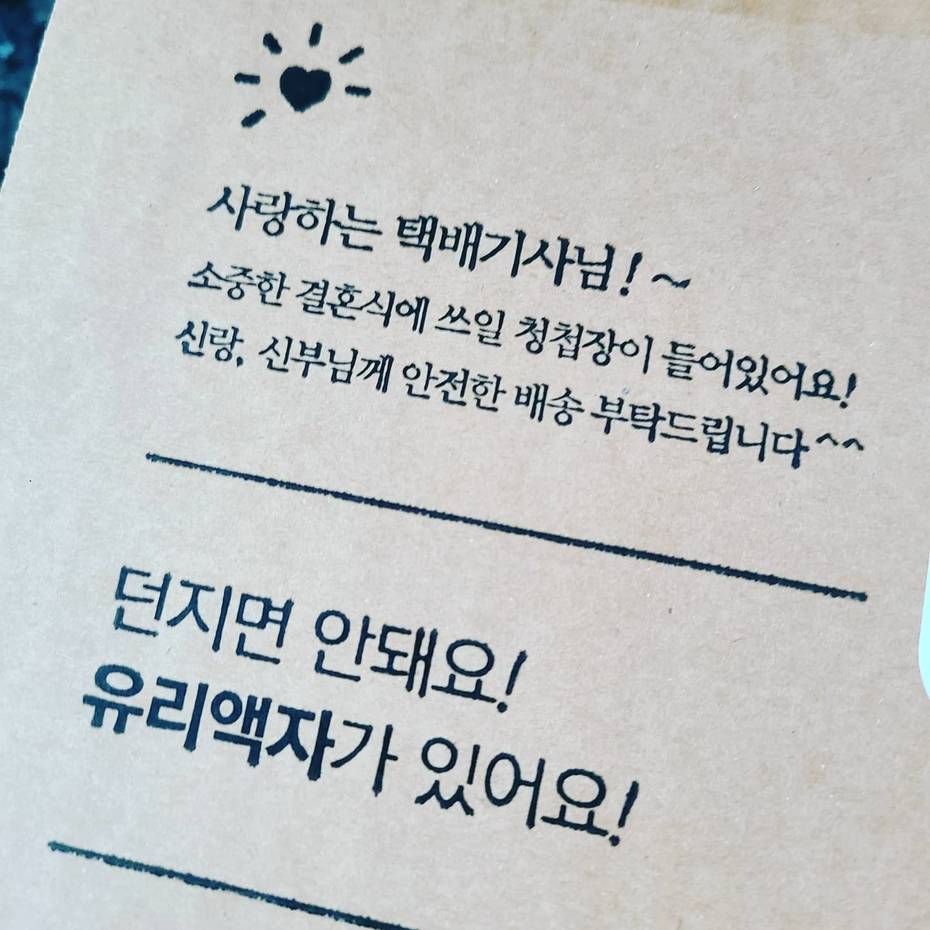 사랑하는 택배기사님!~
소중한 결혼식에 쓰일 청첩장이 들어있어요!
신랑, 신부님께 안전한 배송 부탁드립니다^^
던지면 안돼요!
유리액자가 있어요!